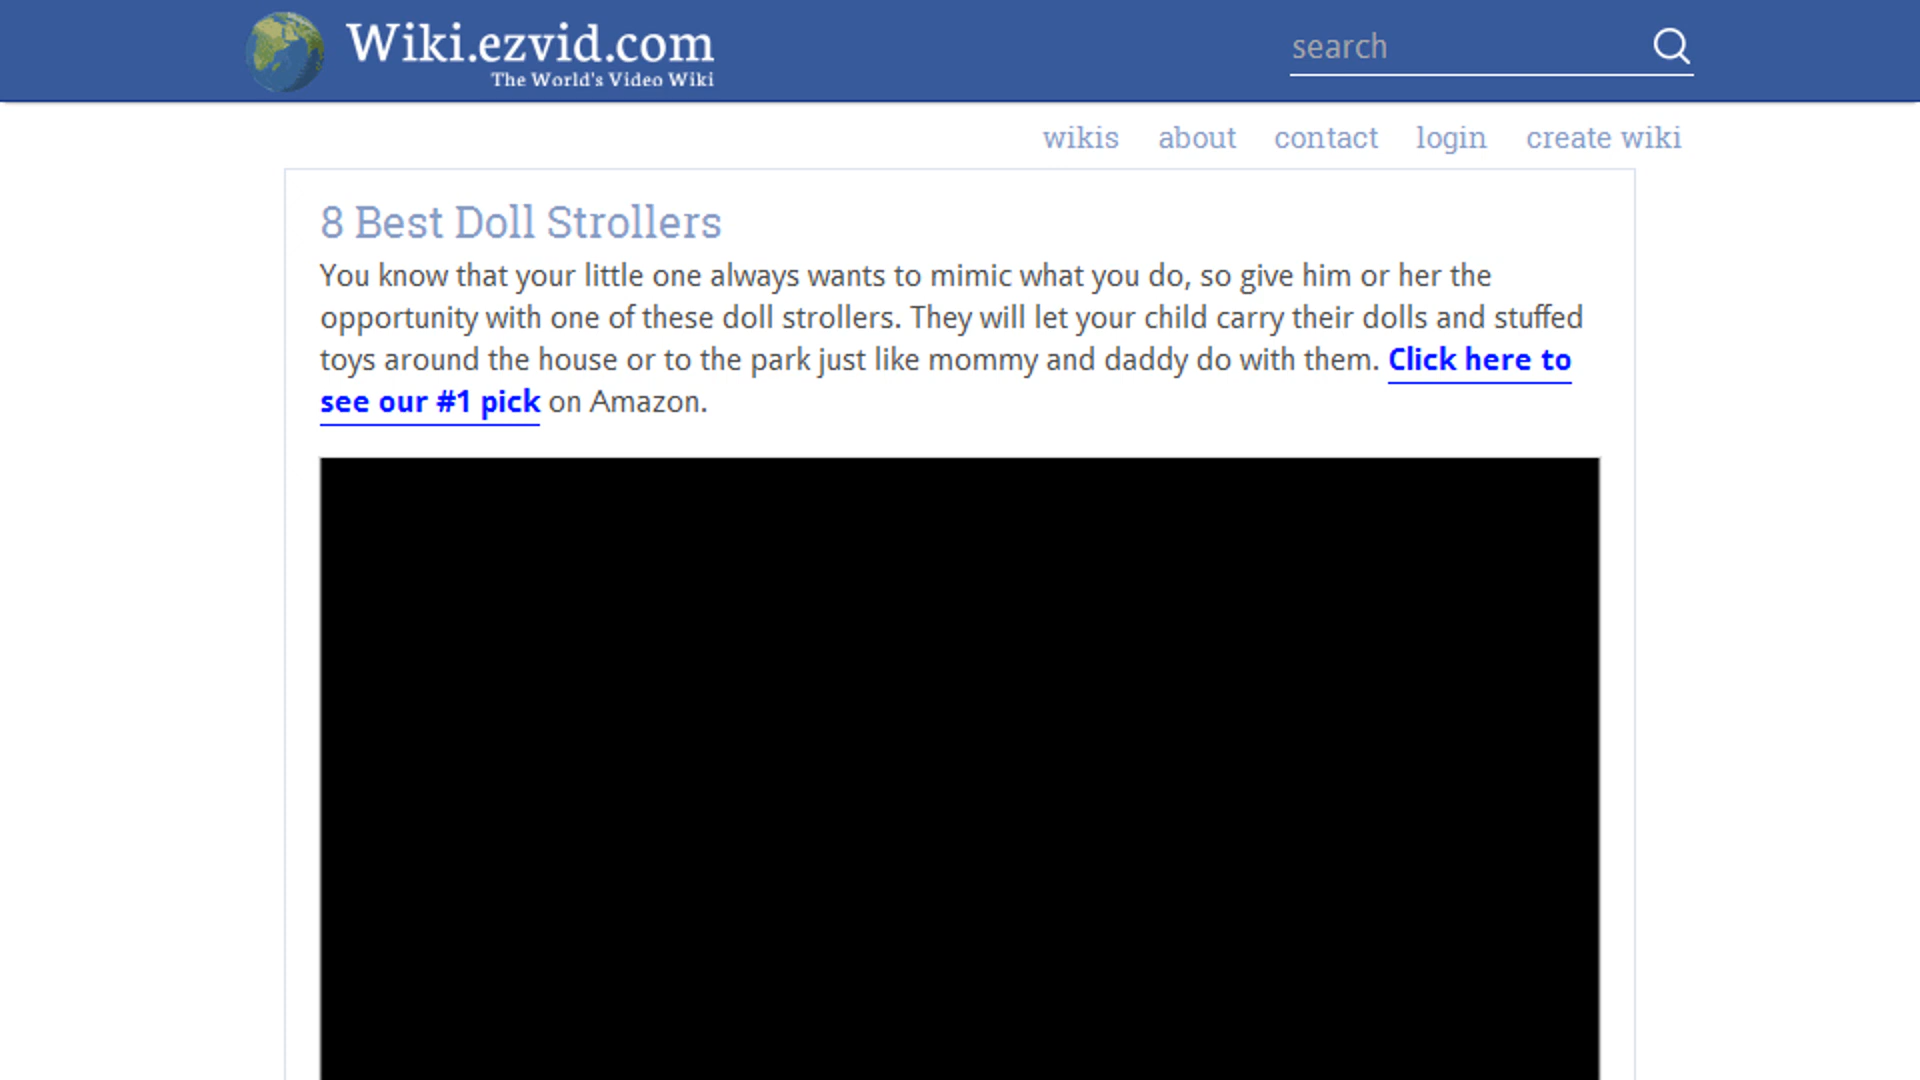 Wiki.ezvid.com
The World's Video Wiki
search
wikis about contact login create wiki
8 Best Doll Strollers
You know that your little one always wants to mimic what you do, so give him or her the
opportunity with one of these doll strollers. They will let your child carry their dolls and stuffed
toys around the house or to the park just like mommy and daddy do with them. Click here to
see our #1 pick on Amazon.